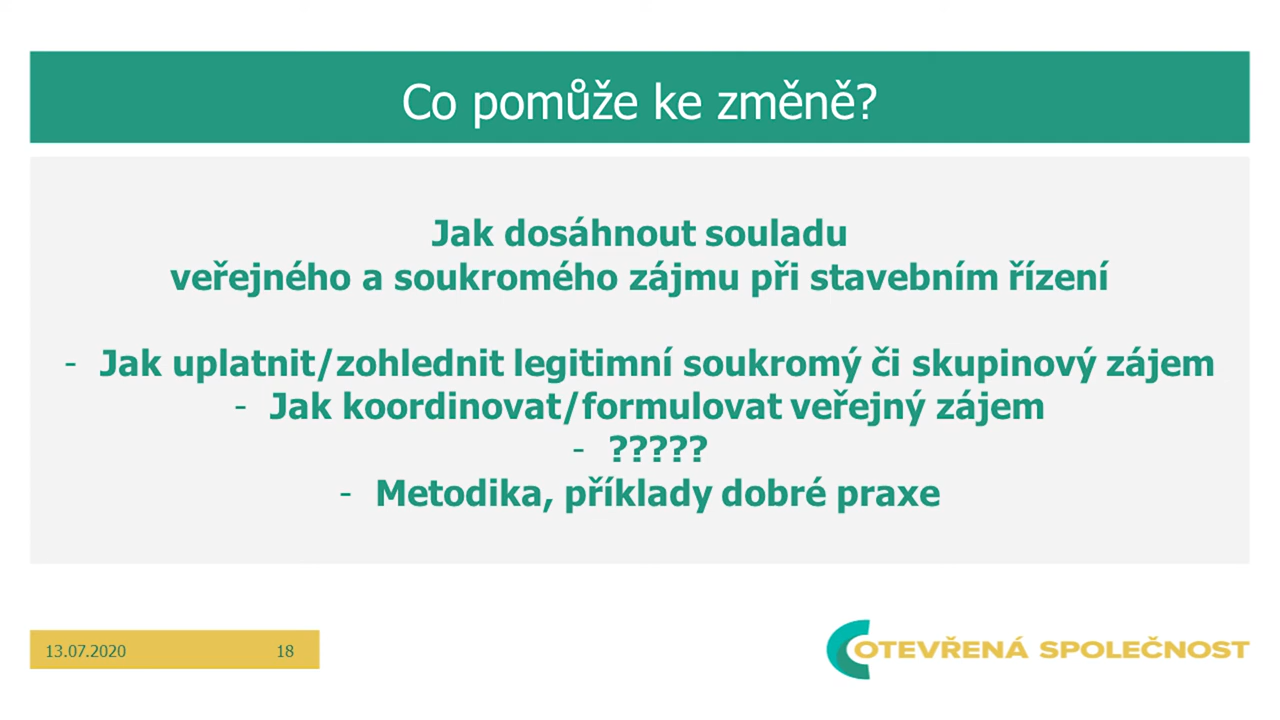 Co pomůže ke změně?
Jak dosáhnout souladu
veřejného a soukromého zájmu při stavebním řízení
- Jak uplatnit/zohlednit legitimní soukromý či skupinový zájem
- Jak koordinovat/formulovat veřejný zájem
- ?????
- Metodika, příklady dobré praxe
13.07.2020 18
OTEVŘENÁ SPOLEČNOST